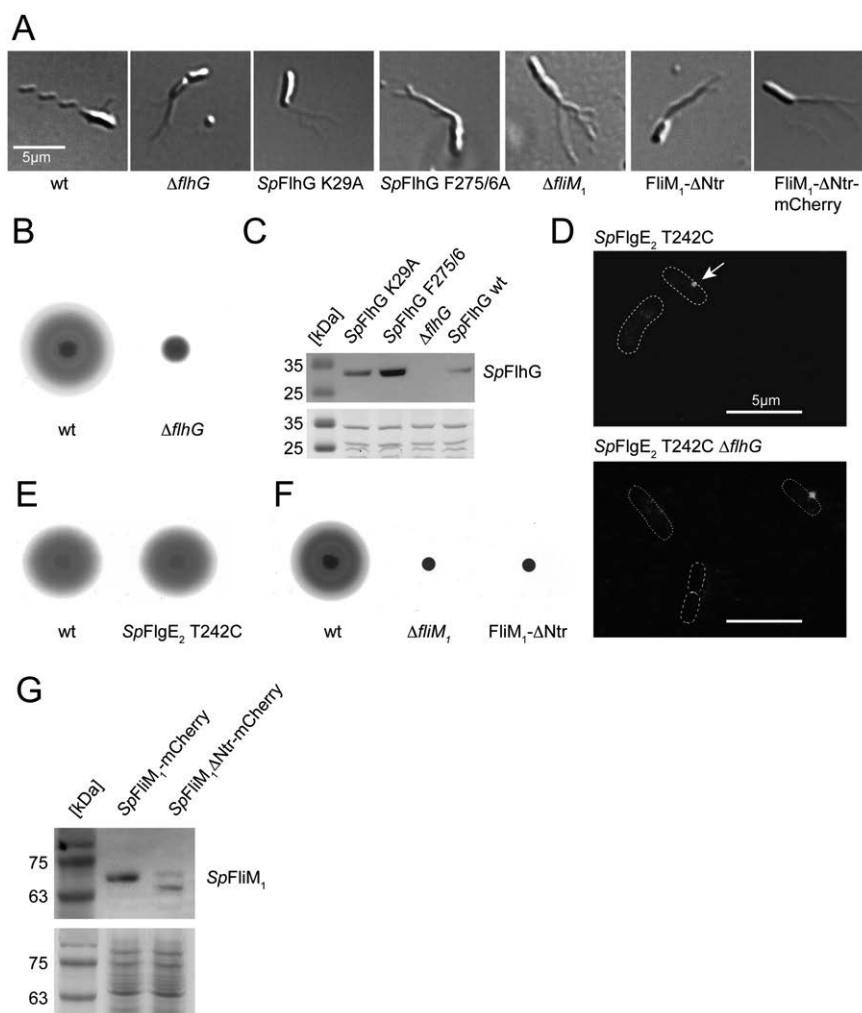 A
5μm
wt
ΔflhG
SpFlhG K29A
SpFlhG F275/6A
ΔfliM₁
FliM₁-ΔNtr
FliM₁-ΔNtr-
mCherry
B
wt
ΔflhG
C
[kDa]
SpFlhG K29A
SpFlhG F275/6
ΔflhG
SpFlhG wt
35
25
SpFlhG
35
25
D
SpFlgE₂ T242C
5μm
SpFlgE₂ T242C ΔflhG
E
wt
SpFlgE₂ T242C
F
wt
ΔfliM₁
FliM₁-ΔNtr
G
[kDa]
SpFliM₁-mCherry
SpFliM₁ΔNtr-mCherry
75
63
SpFliM₁
75
63